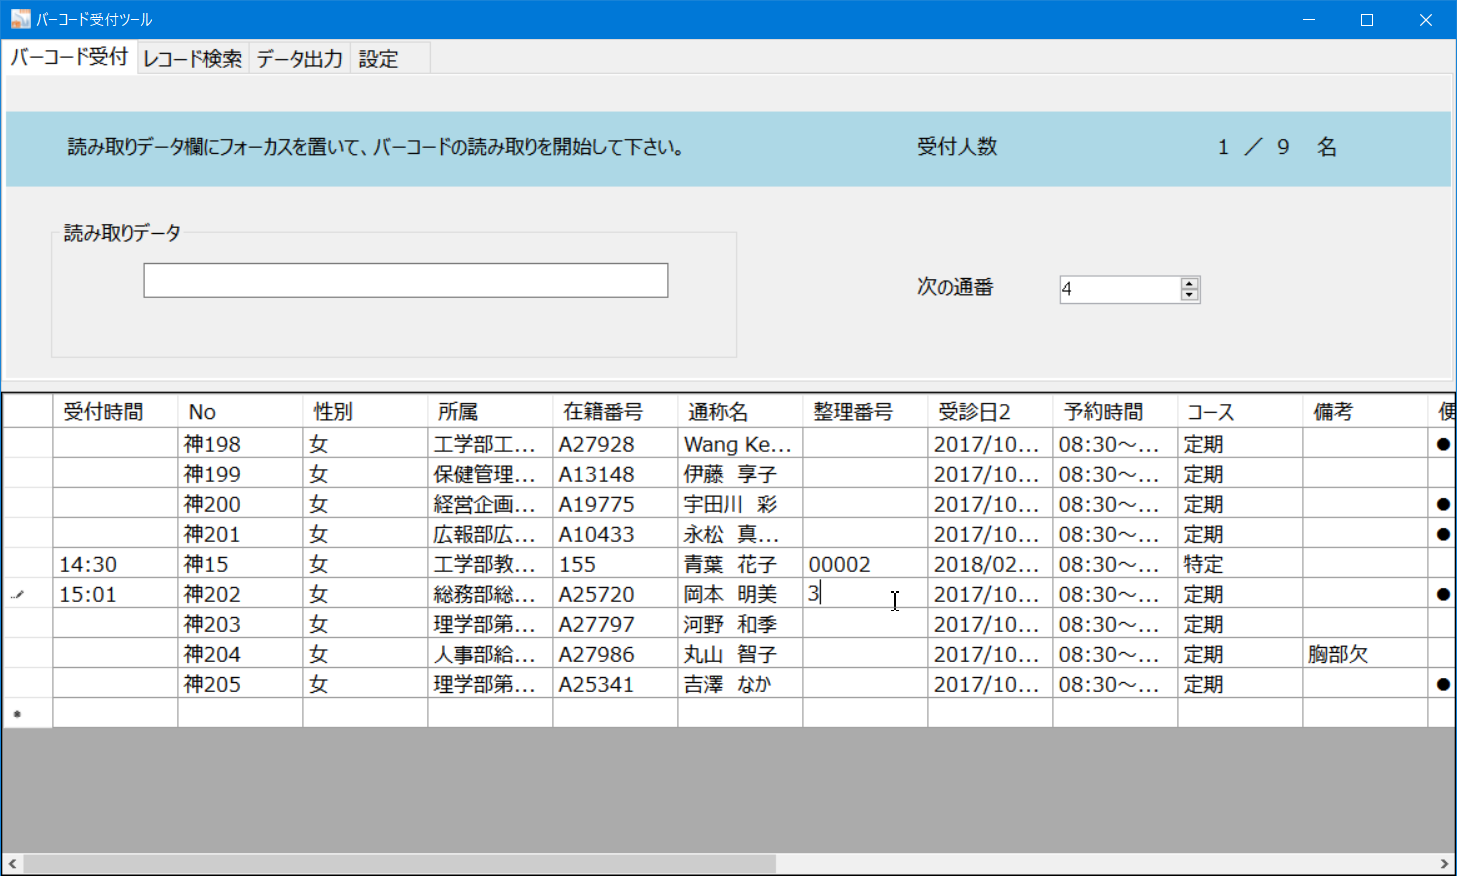 バーコード受付ツール
バーコード受付 レコード検索 データ出力 設定
読み取りデータ欄にフォーカスを置いて、バーコードの読み取りを開始して下さい。 受付人数 1 ／ 9 名
読み取りデータ
次の通番 4
受付時間 No 性別 所属 在籍番号 通称名 整理番号 受診日2 予約時間 コース 備考 便
神198 女 工学部工... A27928 Wang Ke... 2017/10... 08:30～... 定期 ●
神199 女 保健管理... A13148 伊藤 享子 2017/10... 08:30～... 定期
神200 女 経営企画... A19775 宇田川 彩 2017/10... 08:30～... 定期 ●
神201 女 広報部広... A10433 永松 真... 2017/10... 08:30～... 定期 ●
14:30 神15 女 工学部教... 155 青葉 花子 00002 2018/02... 08:30～... 特定
15:01 神202 女 総務部総... A25720 岡本 明美 3 2017/10... 08:30～... 定期 ●
神203 女 理学部第... A27797 河野 和季 2017/10... 08:30～... 定期
神204 女 人事部給... A27986 丸山 智子 2017/10... 08:30～... 定期 胸部欠
神205 女 理学部第... A25341 吉澤 なか 2017/10... 08:30～... 定期 ●